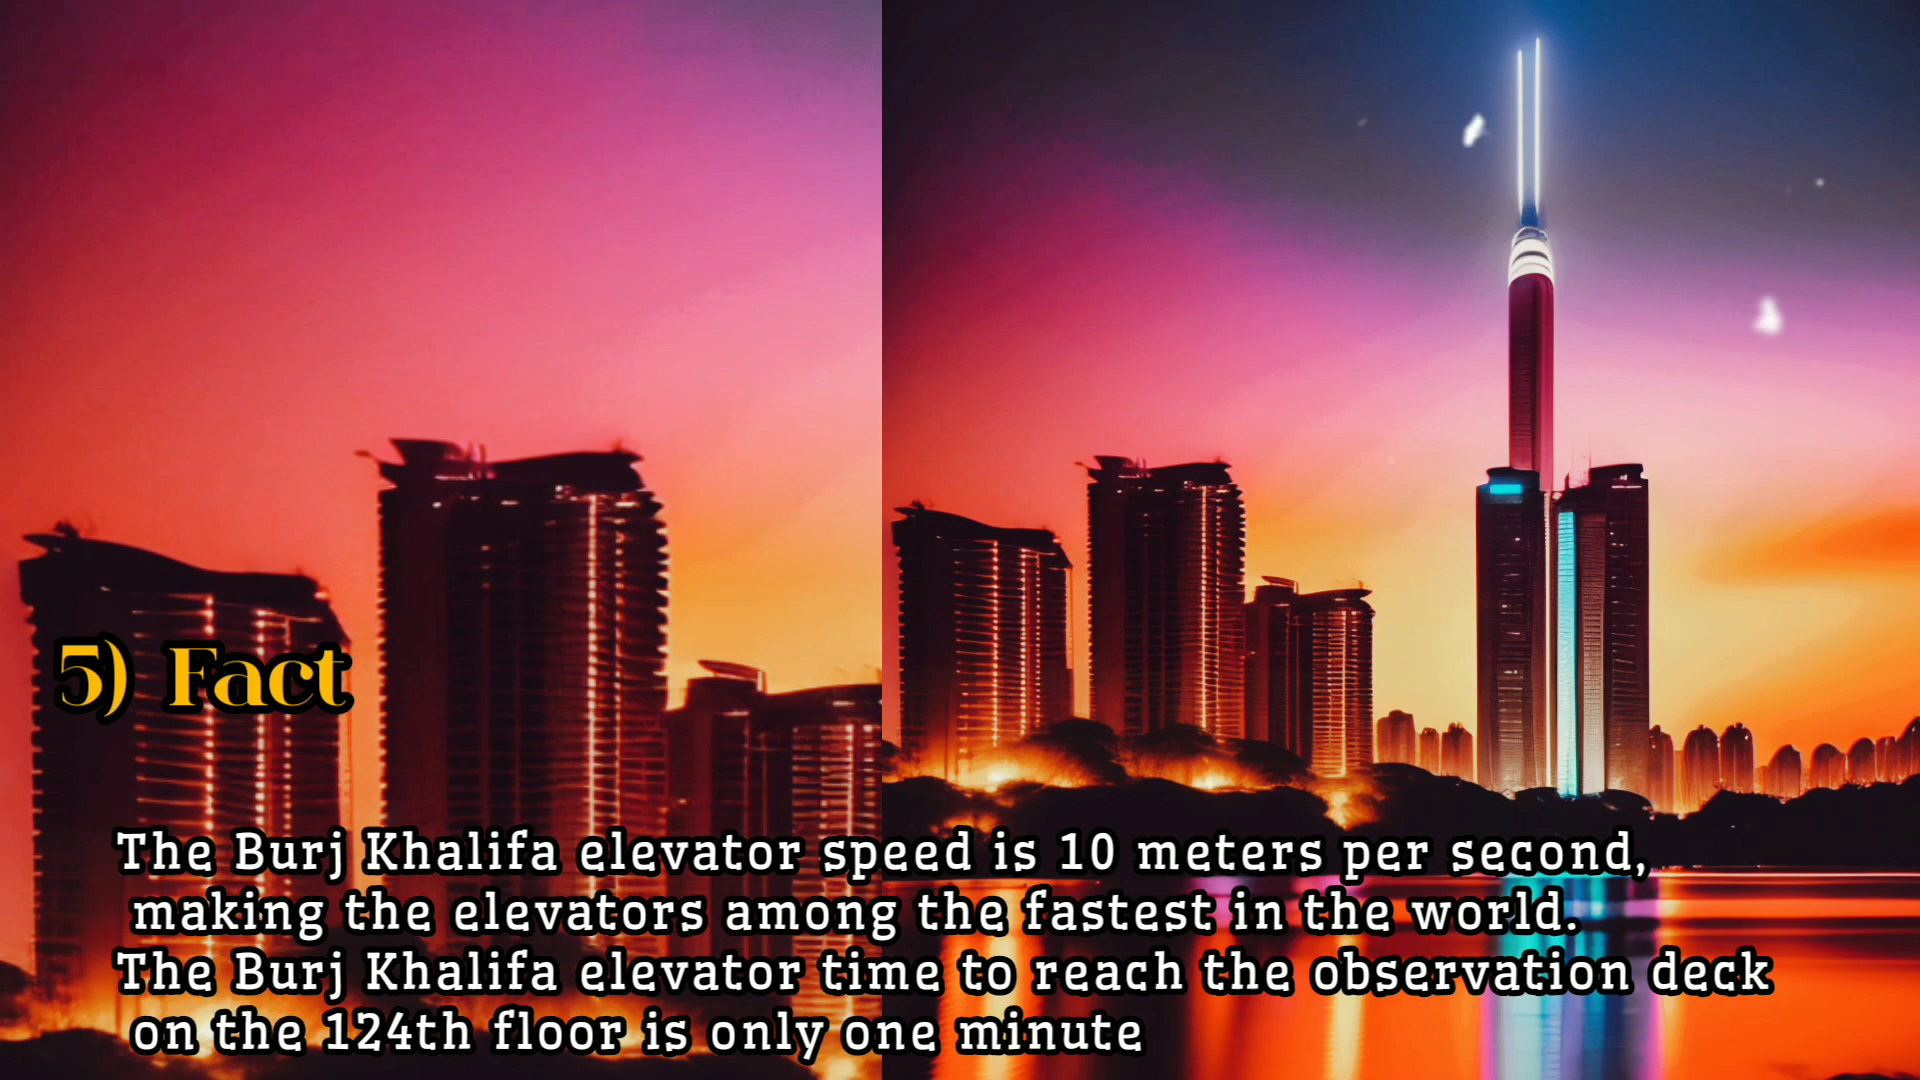 5) Fact
The Burj Khalifa elevator speed is 10 meters per second,
making the elevators among the fastest in the world.
The Burj Khalifa elevator time to reach the observation deck
on the 124th floor is only one minute